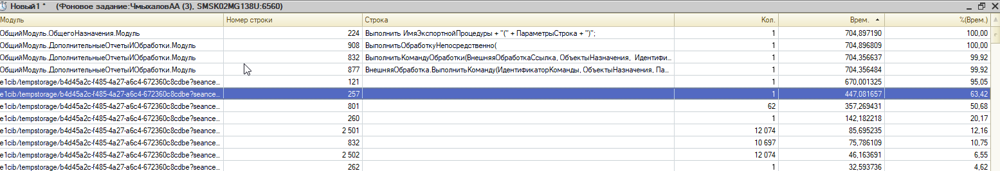 Новый1 * (Фоновое задание:ЧмыхаловАА (3), SMSK02MG138U:6560)
Модуль Номер строки Строка Кол. Врем. %(Врем.)
ОбщийМодуль.ОбщегоНазначения.Модуль 224 Выполнить ИмяЭкспортнойПроцедуры + "(" + ПараметрыСтрока + ")"; 1 704,897190 100,00
ОбщийМодуль.ДополнительныеОтчетыИОбработки.Модуль 908 ВыполнитьОбработкуНепосредственно( 1 704,896809 100,00
ОбщийМодуль.ДополнительныеОтчетыИОбработки.Модуль 832 ВыполнитьКомандуОбработки(ВнешняяОбработкаСсылка, ОбъектыНазначения, Идентифи... 1 704,356637 99,92
ОбщийМодуль.ДополнительныеОтчетыИОбработки.Модуль 877 ВнешняяОбработка.ВыполнитьКоманду(ИдентификаторКоманды, ОбъектыНазначения, Па... 1 704,356484 99,92
e1cib/tempstorage/b4d45a2c-f485-4a27-a6c4-672360c8cdbe?seance... 121 1 670,001325 95,05
e1cib/tempstorage/b4d45a2c-f485-4a27-a6c4-672360c8cdbe?seance... 257 1 447,081657 63,42
e1cib/tempstorage/b4d45a2c-f485-4a27-a6c4-672360c8cdbe?seance... 801 62 357,269431 50,68
e1cib/tempstorage/b4d45a2c-f485-4a27-a6c4-672360c8cdbe?seance... 260 1 142,182218 20,17
e1cib/tempstorage/b4d45a2c-f485-4a27-a6c4-672360c8cdbe?seance... 2 501 12 074 85,695235 12,16
e1cib/tempstorage/b4d45a2c-f485-4a27-a6c4-672360c8cdbe?seance... 832 10 697 75,786109 10,75
e1cib/tempstorage/b4d45a2c-f485-4a27-a6c4-672360c8cdbe?seance... 2 502 12 074 46,163691 6,55
e1cib/tempstorage/b4d45a2c-f485-4a27-a6c4-672360c8cdbe?seance... 262 1 32,593736 4,62